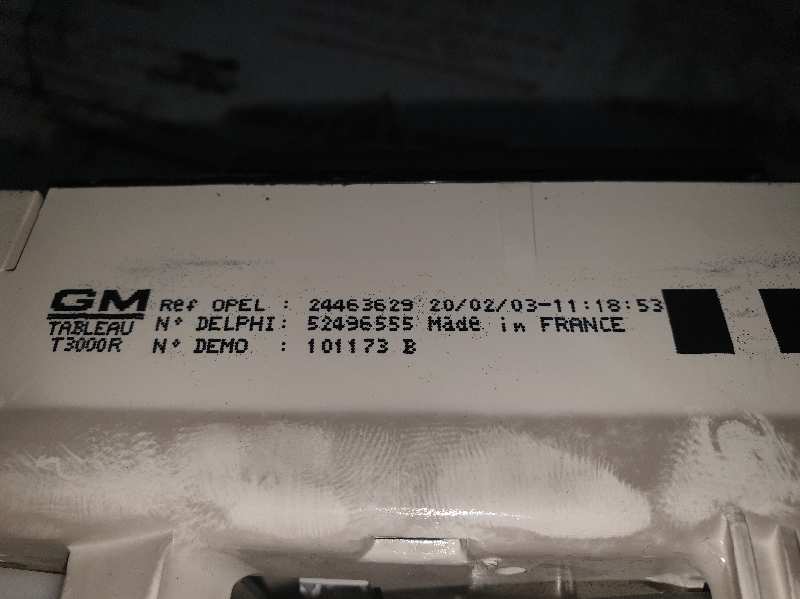 GM Ref OPEL : 24463629 20/02/03-11:18:53
TABLEAU N° DELPHI: 52496555 Made in FRANCE
T3000R N° DEMO : 101173 B